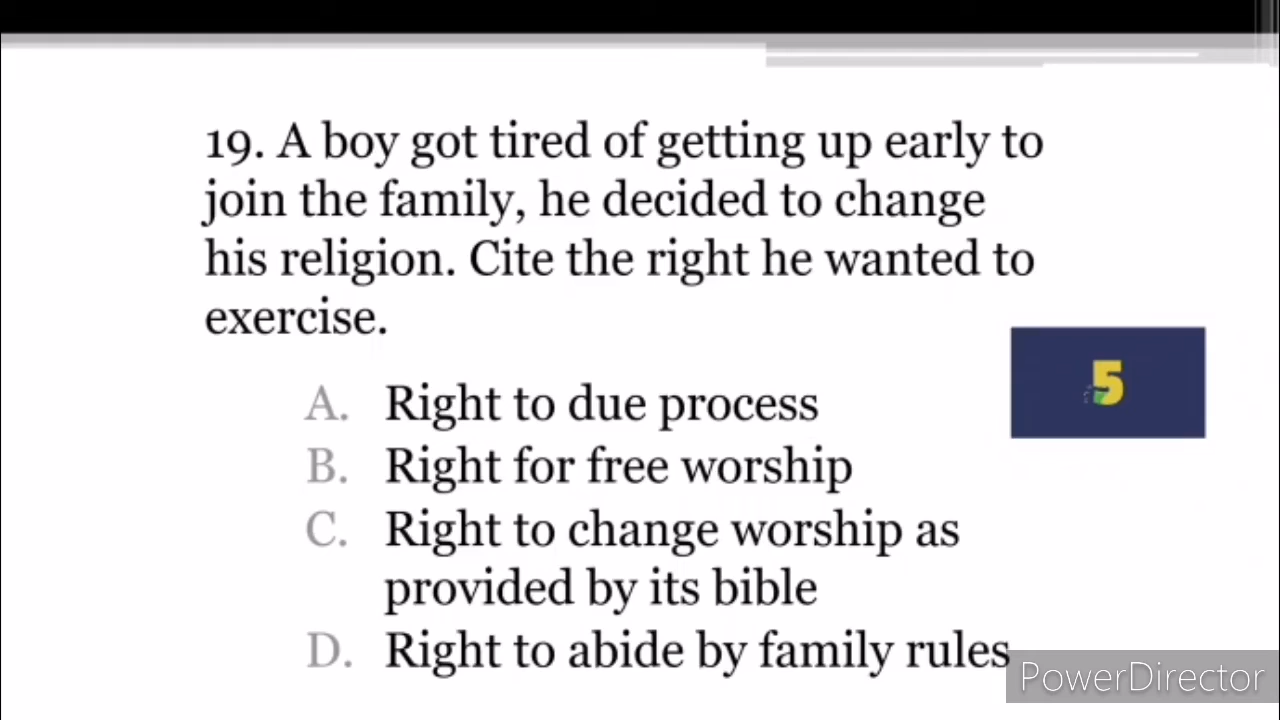 19. A boy got tired of getting up early to
join the family, he decided to change
his religion. Cite the right he wanted to
exercise.
5
A. Right to due process
B. Right for free worship
C. Right to change worship as
provided by its bible
D. Right to abide by family rules
PowerDirector